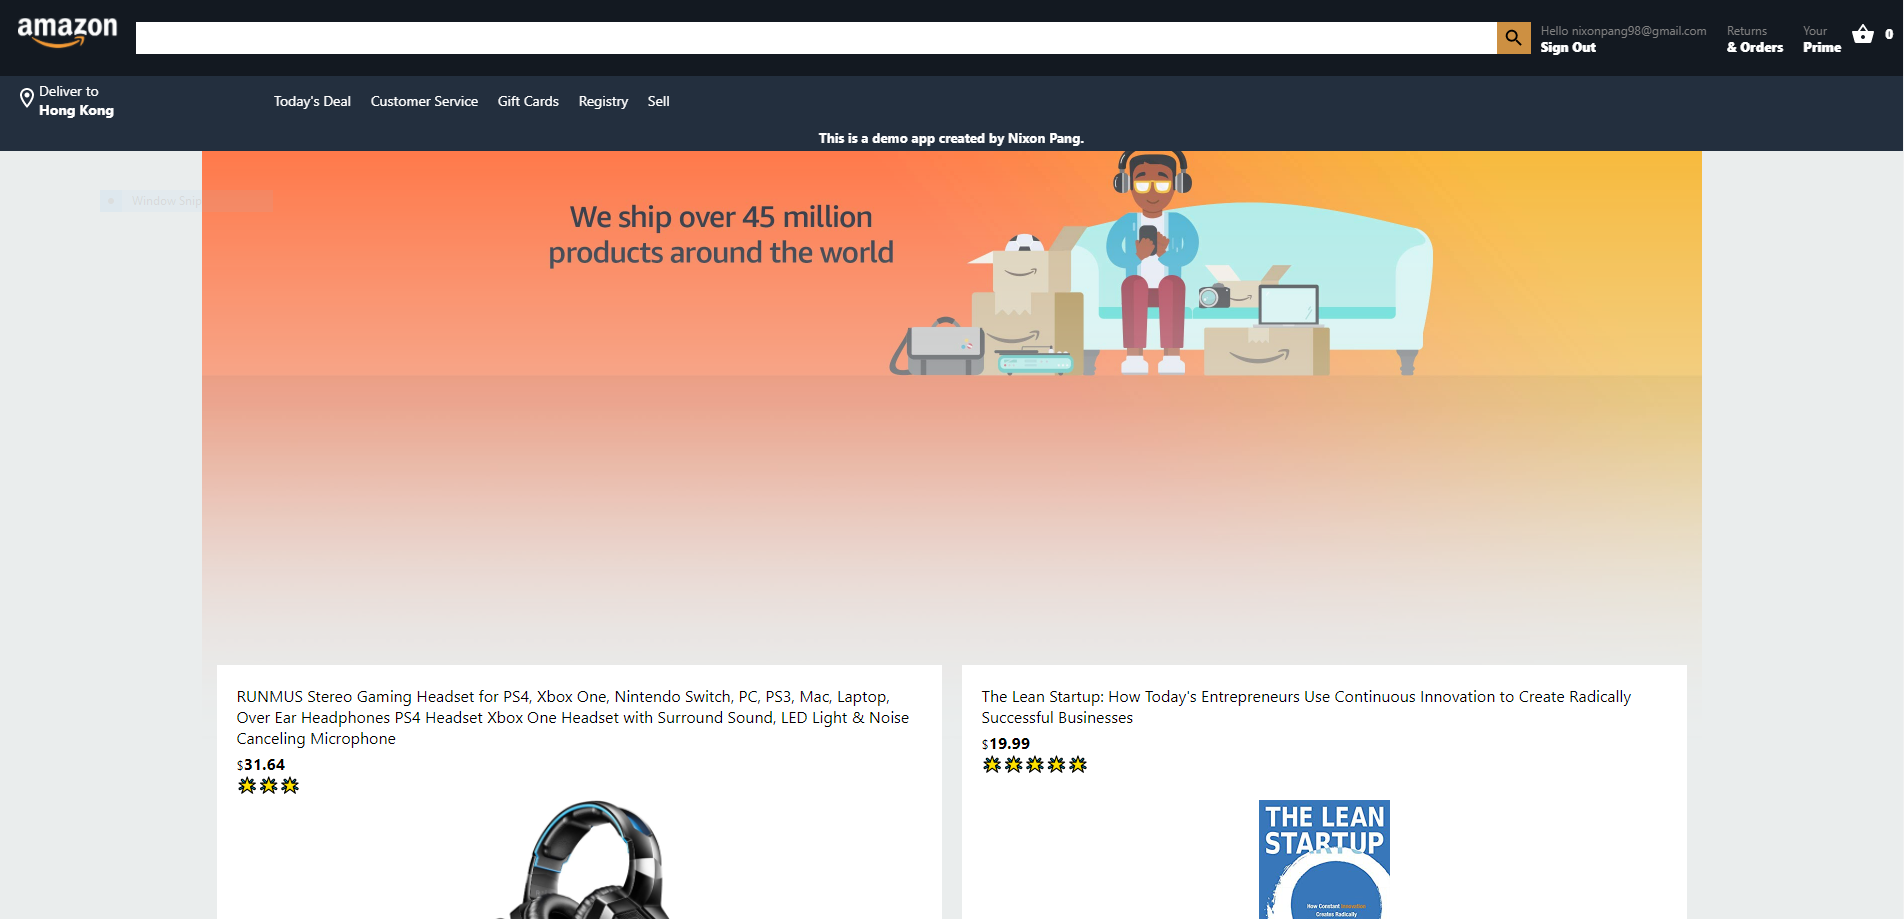 amazon
Hello nixonpang98@gmail.com
Sign Out
Returns
& Orders
Your
Prime
0
Deliver to
Hong Kong
Today's Deal
Customer Service
Gift Cards
Registry
Sell
This is a demo app created by Nixon Pang.
Window Snip
We ship over 45 million
products around the world
RUNMUS Stereo Gaming Headset for PS4, Xbox One, Nintendo Switch, PC, PS3, Mac, Laptop,
Over Ear Headphones PS4 Headset Xbox One Headset with Surround Sound, LED Light & Noise
Canceling Microphone
$31.64
The Lean Startup: How Today's Entrepreneurs Use Continuous Innovation to Create Radically
Successful Businesses
$19.99
THE LEAN
STARTUP
How Constant Innovation
Creates Radically